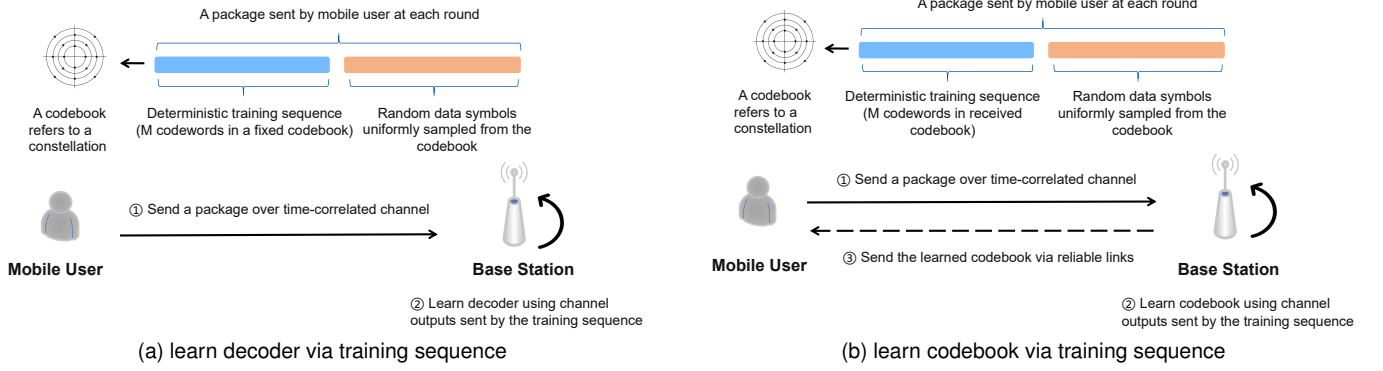 A package sent by mobile user at each round
A codebook
refers to a
constellation
Deterministic training sequence
(M codewords in a fixed codebook)
Random data symbols
uniformly sampled from the
codebook
① Send a package over time-correlated channel
Mobile User
Base Station
② Learn decoder using channel
outputs sent by the training sequence
(a) learn decoder via training sequence
A package sent by mobile user at each round
A codebook
refers to a
constellation
Deterministic training sequence
(M codewords in received
codebook)
Random data symbols
uniformly sampled from the
codebook
① Send a package over time-correlated channel
③ Send the learned codebook via reliable links
Mobile User
Base Station
② Learn codebook using channel
outputs sent by the training sequence
(b) learn codebook via training sequence